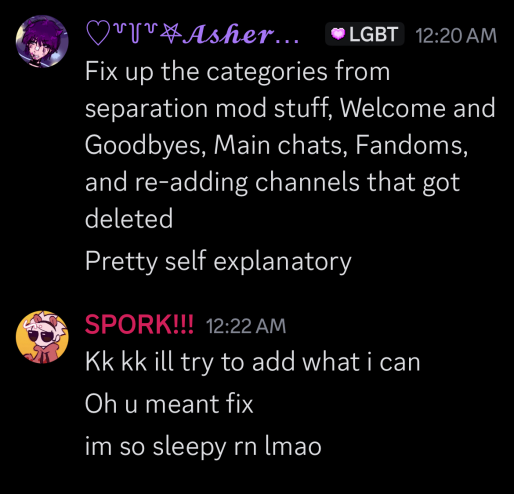 ♡ᐡ𖤐ᐡ⛧𝓐𝓼𝓱𝓮𝓻... LGBT 12:20 AM
Fix up the categories from
separation mod stuff, Welcome and
Goodbyes, Main chats, Fandoms,
and re-adding channels that got
deleted
Pretty self explanatory
SPORK!!! 12:22 AM
Kk kk ill try to add what i can
Oh u meant fix
im so sleepy rn lmao